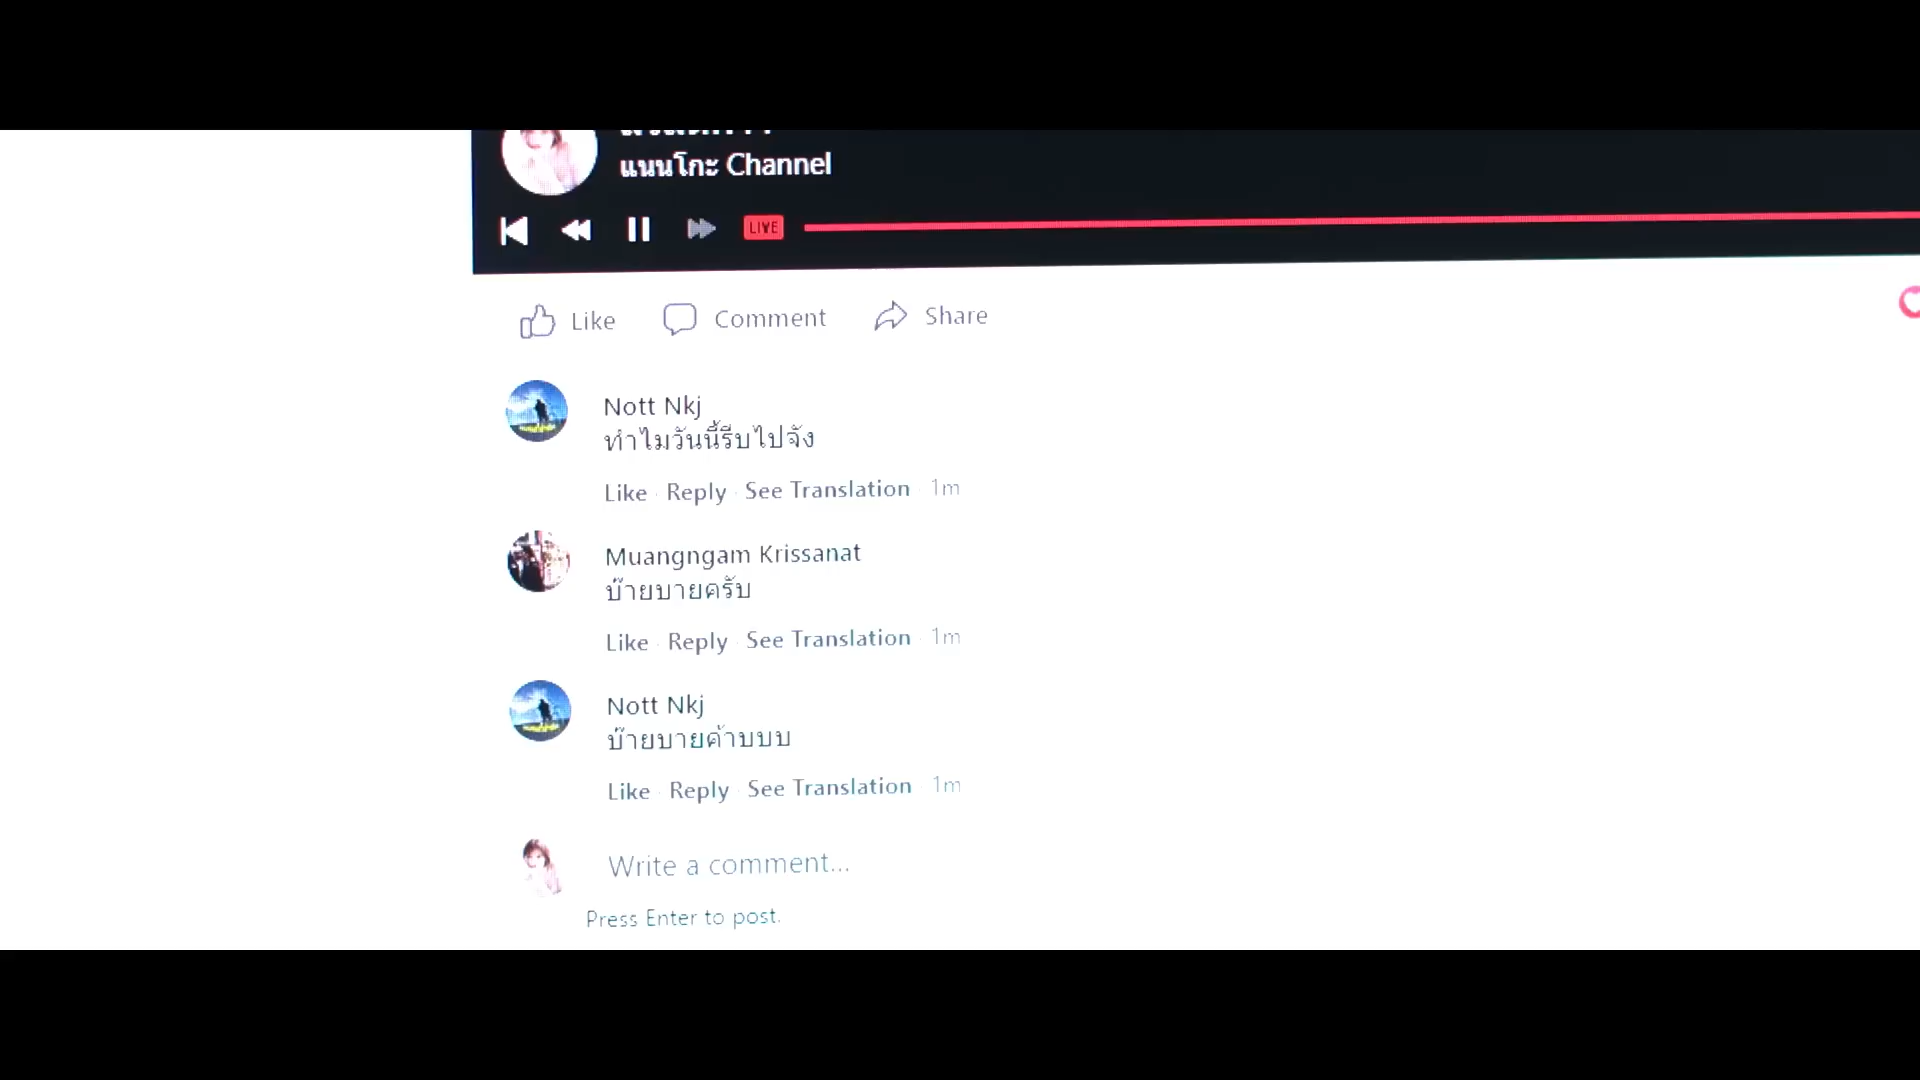 แนนโกะ Channel
LIVE
Like Comment Share
Nott Nkj
ทำไมวันนี้รีบไปจัง
Like · Reply · See Translation · 1m
Muangngam Krissanat
บ๊ายบายครับ
Like · Reply · See Translation · 1m
Nott Nkj
บ๊ายบายค้าบบบ
Like · Reply · See Translation · 1m
Write a comment...
Press Enter to post.